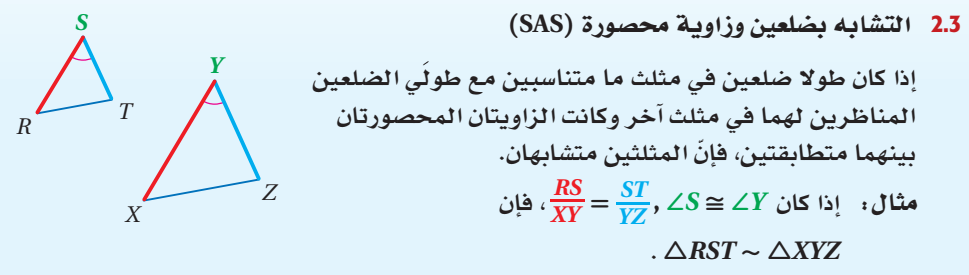 2.3 التشابه بضلعين وزاوية محصورة (SAS)
إذا كان طولا ضلعين في مثلث ما متناسبين مع طولَي الضلعين
المناظرين لهما في مثلث آخر وكانت الزاويتان المحصورتان
بينهما متطابقتين، فإنّ المثلثين متشابهان.
مثال: إذا كان ∠S ≅ ∠Y , RS/XY = ST/YZ ، فإن
△RST ~ △XYZ .
S
R
T
Y
X
Z